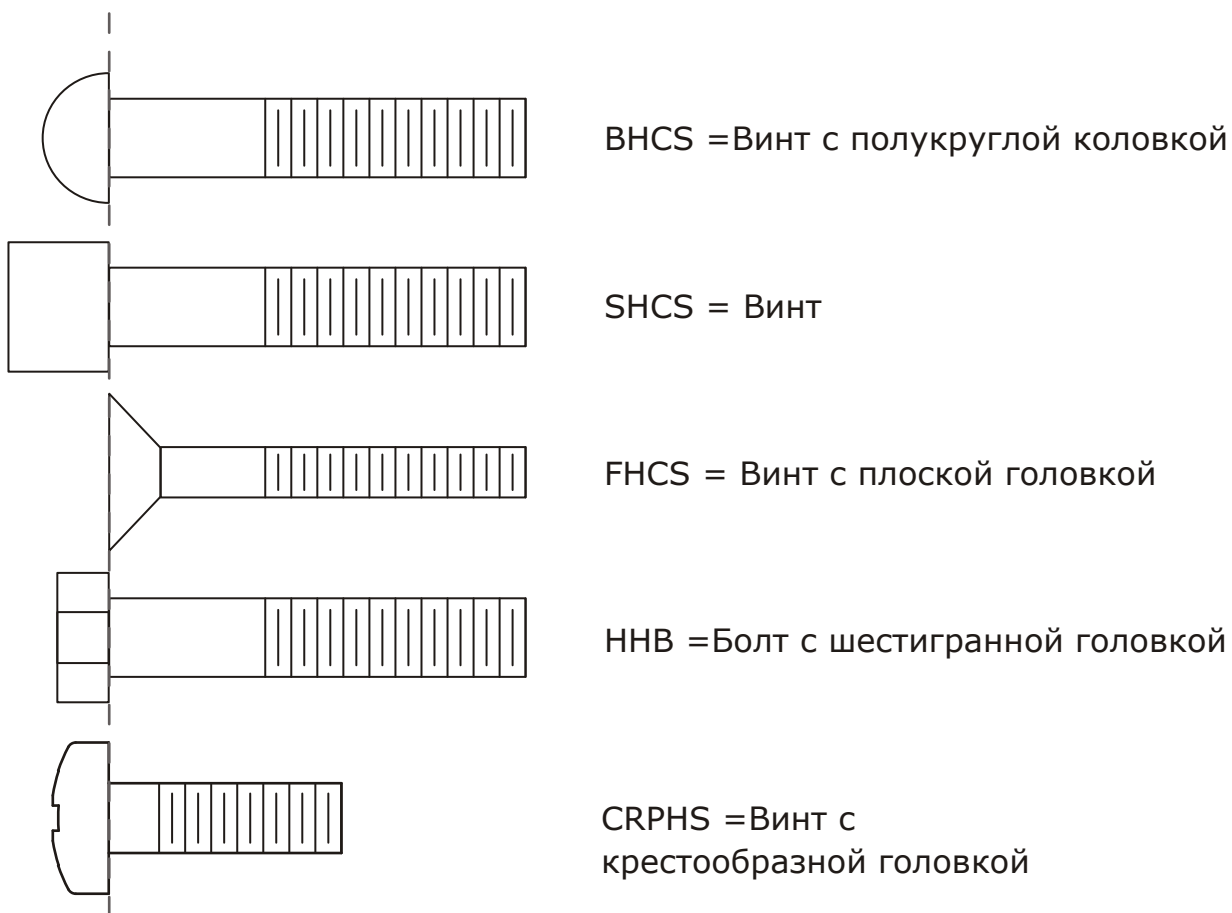 BHCS =Винт с полукруглой коловкой
SHCS = Винт
FHCS = Винт с плоской головкой
HHB =Болт с шестигранной головкой
CRPHS =Винт с
крестообразной головкой